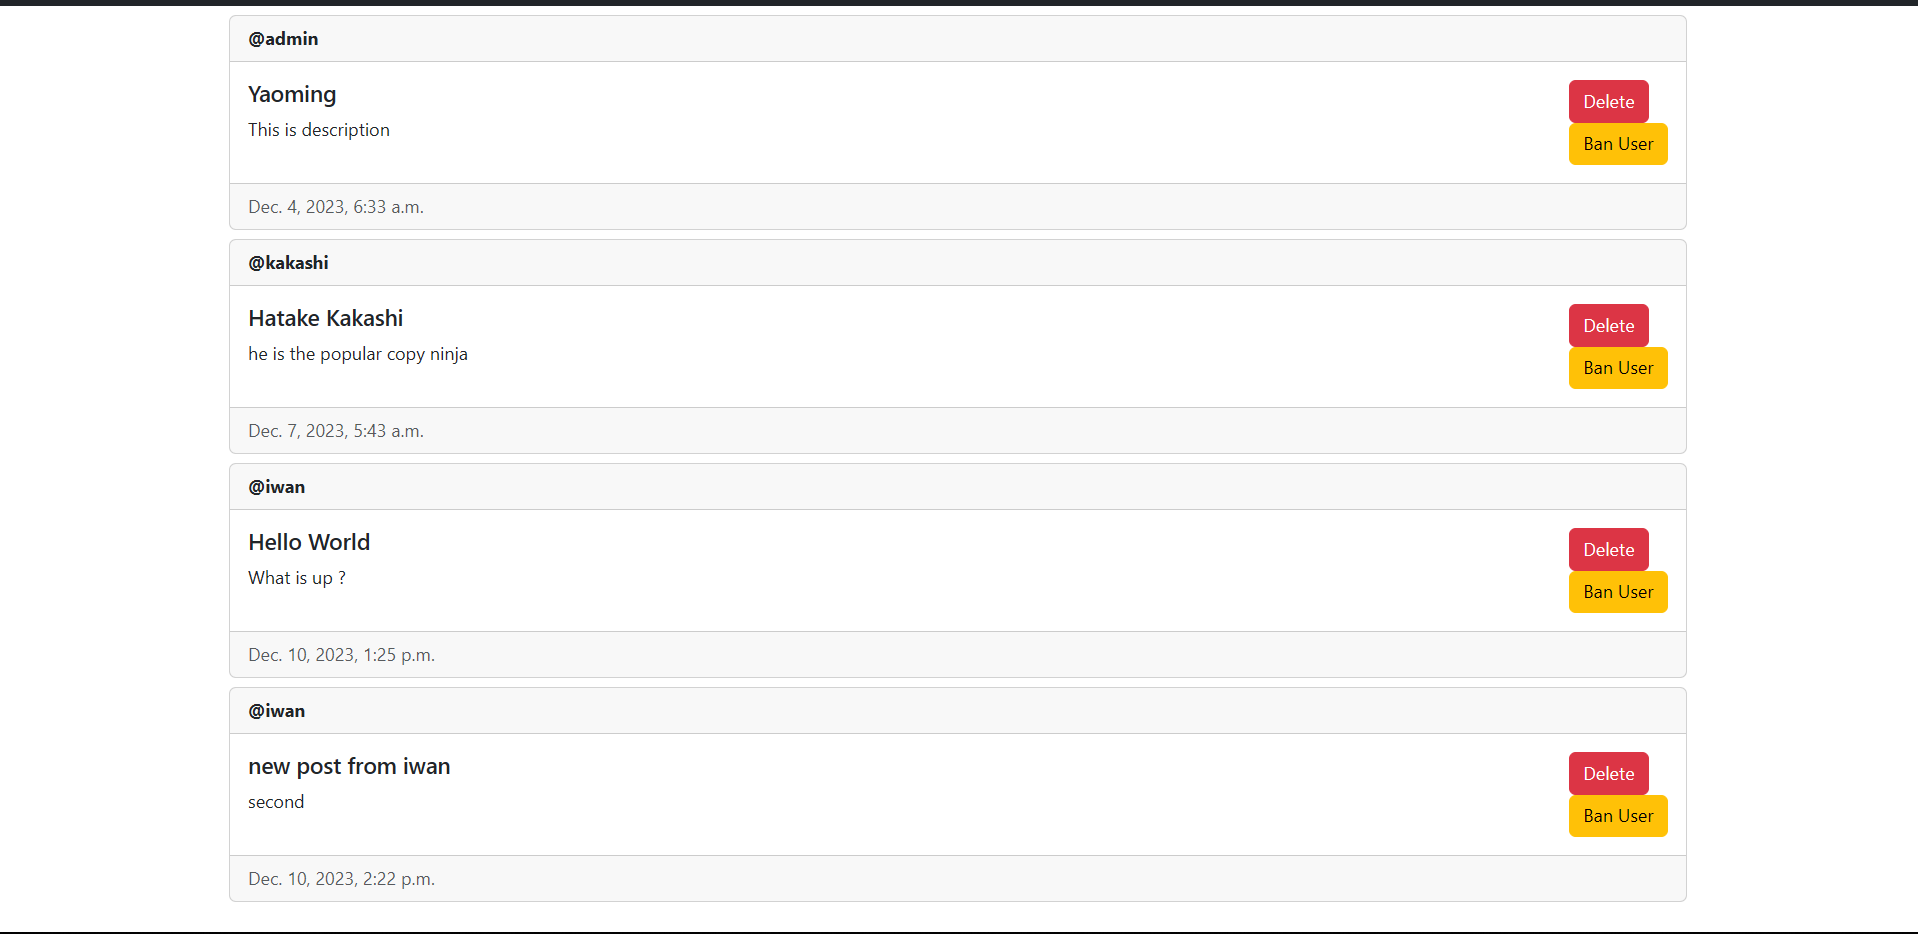 @admin
Yaoming
This is description
Delete
Ban User
Dec. 4, 2023, 6:33 a.m.
@kakashi
Hatake Kakashi
he is the popular copy ninja
Delete
Ban User
Dec. 7, 2023, 5:43 a.m.
@iwan
Hello World
What is up ?
Delete
Ban User
Dec. 10, 2023, 1:25 p.m.
@iwan
new post from iwan
second
Delete
Ban User
Dec. 10, 2023, 2:22 p.m.